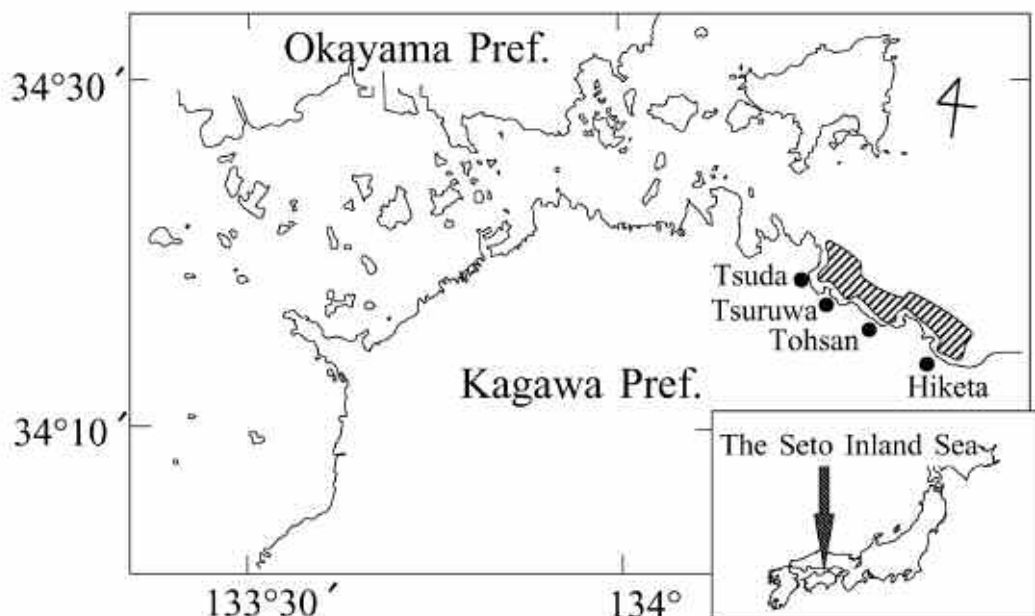 Okayama Pref.
34°30´
Tsuda
Tsuruwa
Tohsan
Kagawa Pref.
Hiketa
34°10´
The Seto Inland Sea
133°30´
134°